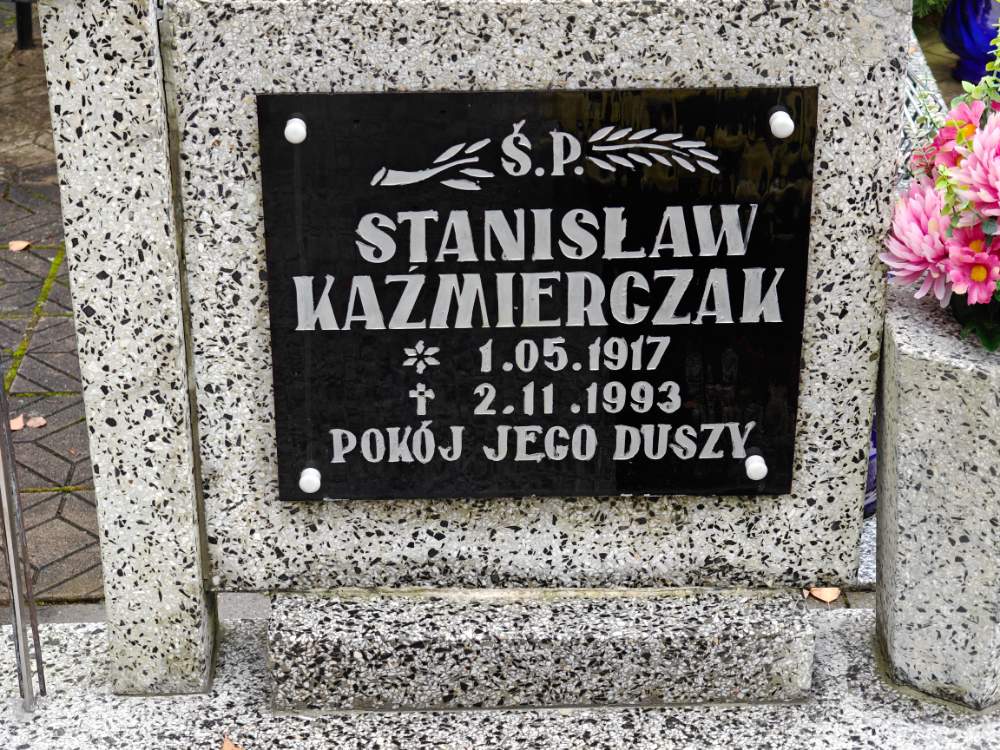 Ś.P.
STANISŁAW
KAŹMIERCZAK
1.05.1917
2.11.1993
POKÓJ JEGO DUSZY